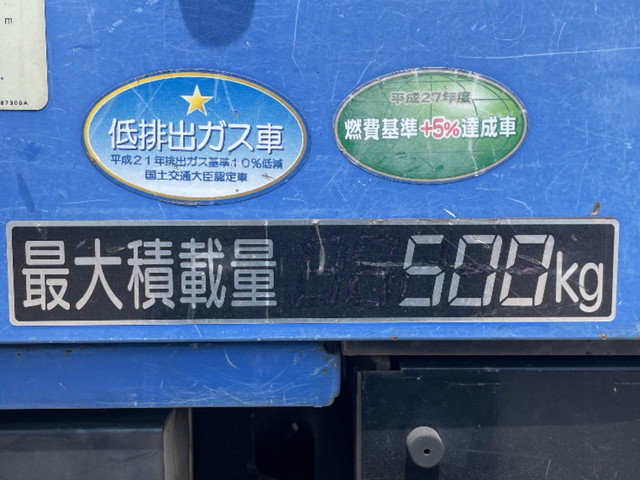 m
87300A
低排出ガス車
平成21年排出ガス基準10%低減
国土交通大臣認定車
平成27年度
燃費基準+5%達成車
最大積載量 500kg